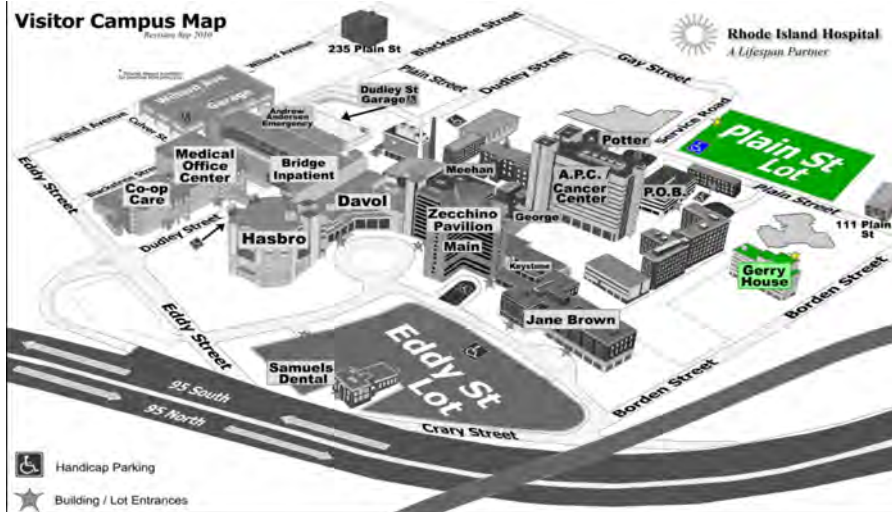 Visitor Campus Map
Revision Sep 2010
235 Plain St
Rhode Island Hospital
A Lifespan Partner
Willard Avenue
Blackstone Street
Gay Street
Plain Street
Dudley Street
Dudley St
Garage
Willard Ave
Garage
Andrew
Andersen
Emergency
Willard Avenue
Culver St.
Service Road
Plain St
Lot
Potter
Medical
Office
Center
Bridge
Inpatient
Meehan
A.P.C. /
Cancer
Center
P.O.B.
Plain Street
Eddy Street
Blackstone Street
Co-op
Care
Davol
Zecchino
Pavilion
Main
George
111 Plain
St
Dudley Street
Hasbro
Keystone
Gerry
House
Borden Street
Eddy Street
Jane Brown
Eddy St
Lot
Samuels
Dental
Borden Street
Crary Street
95 South
95 North
Handicap Parking
Building / Lot Entrances